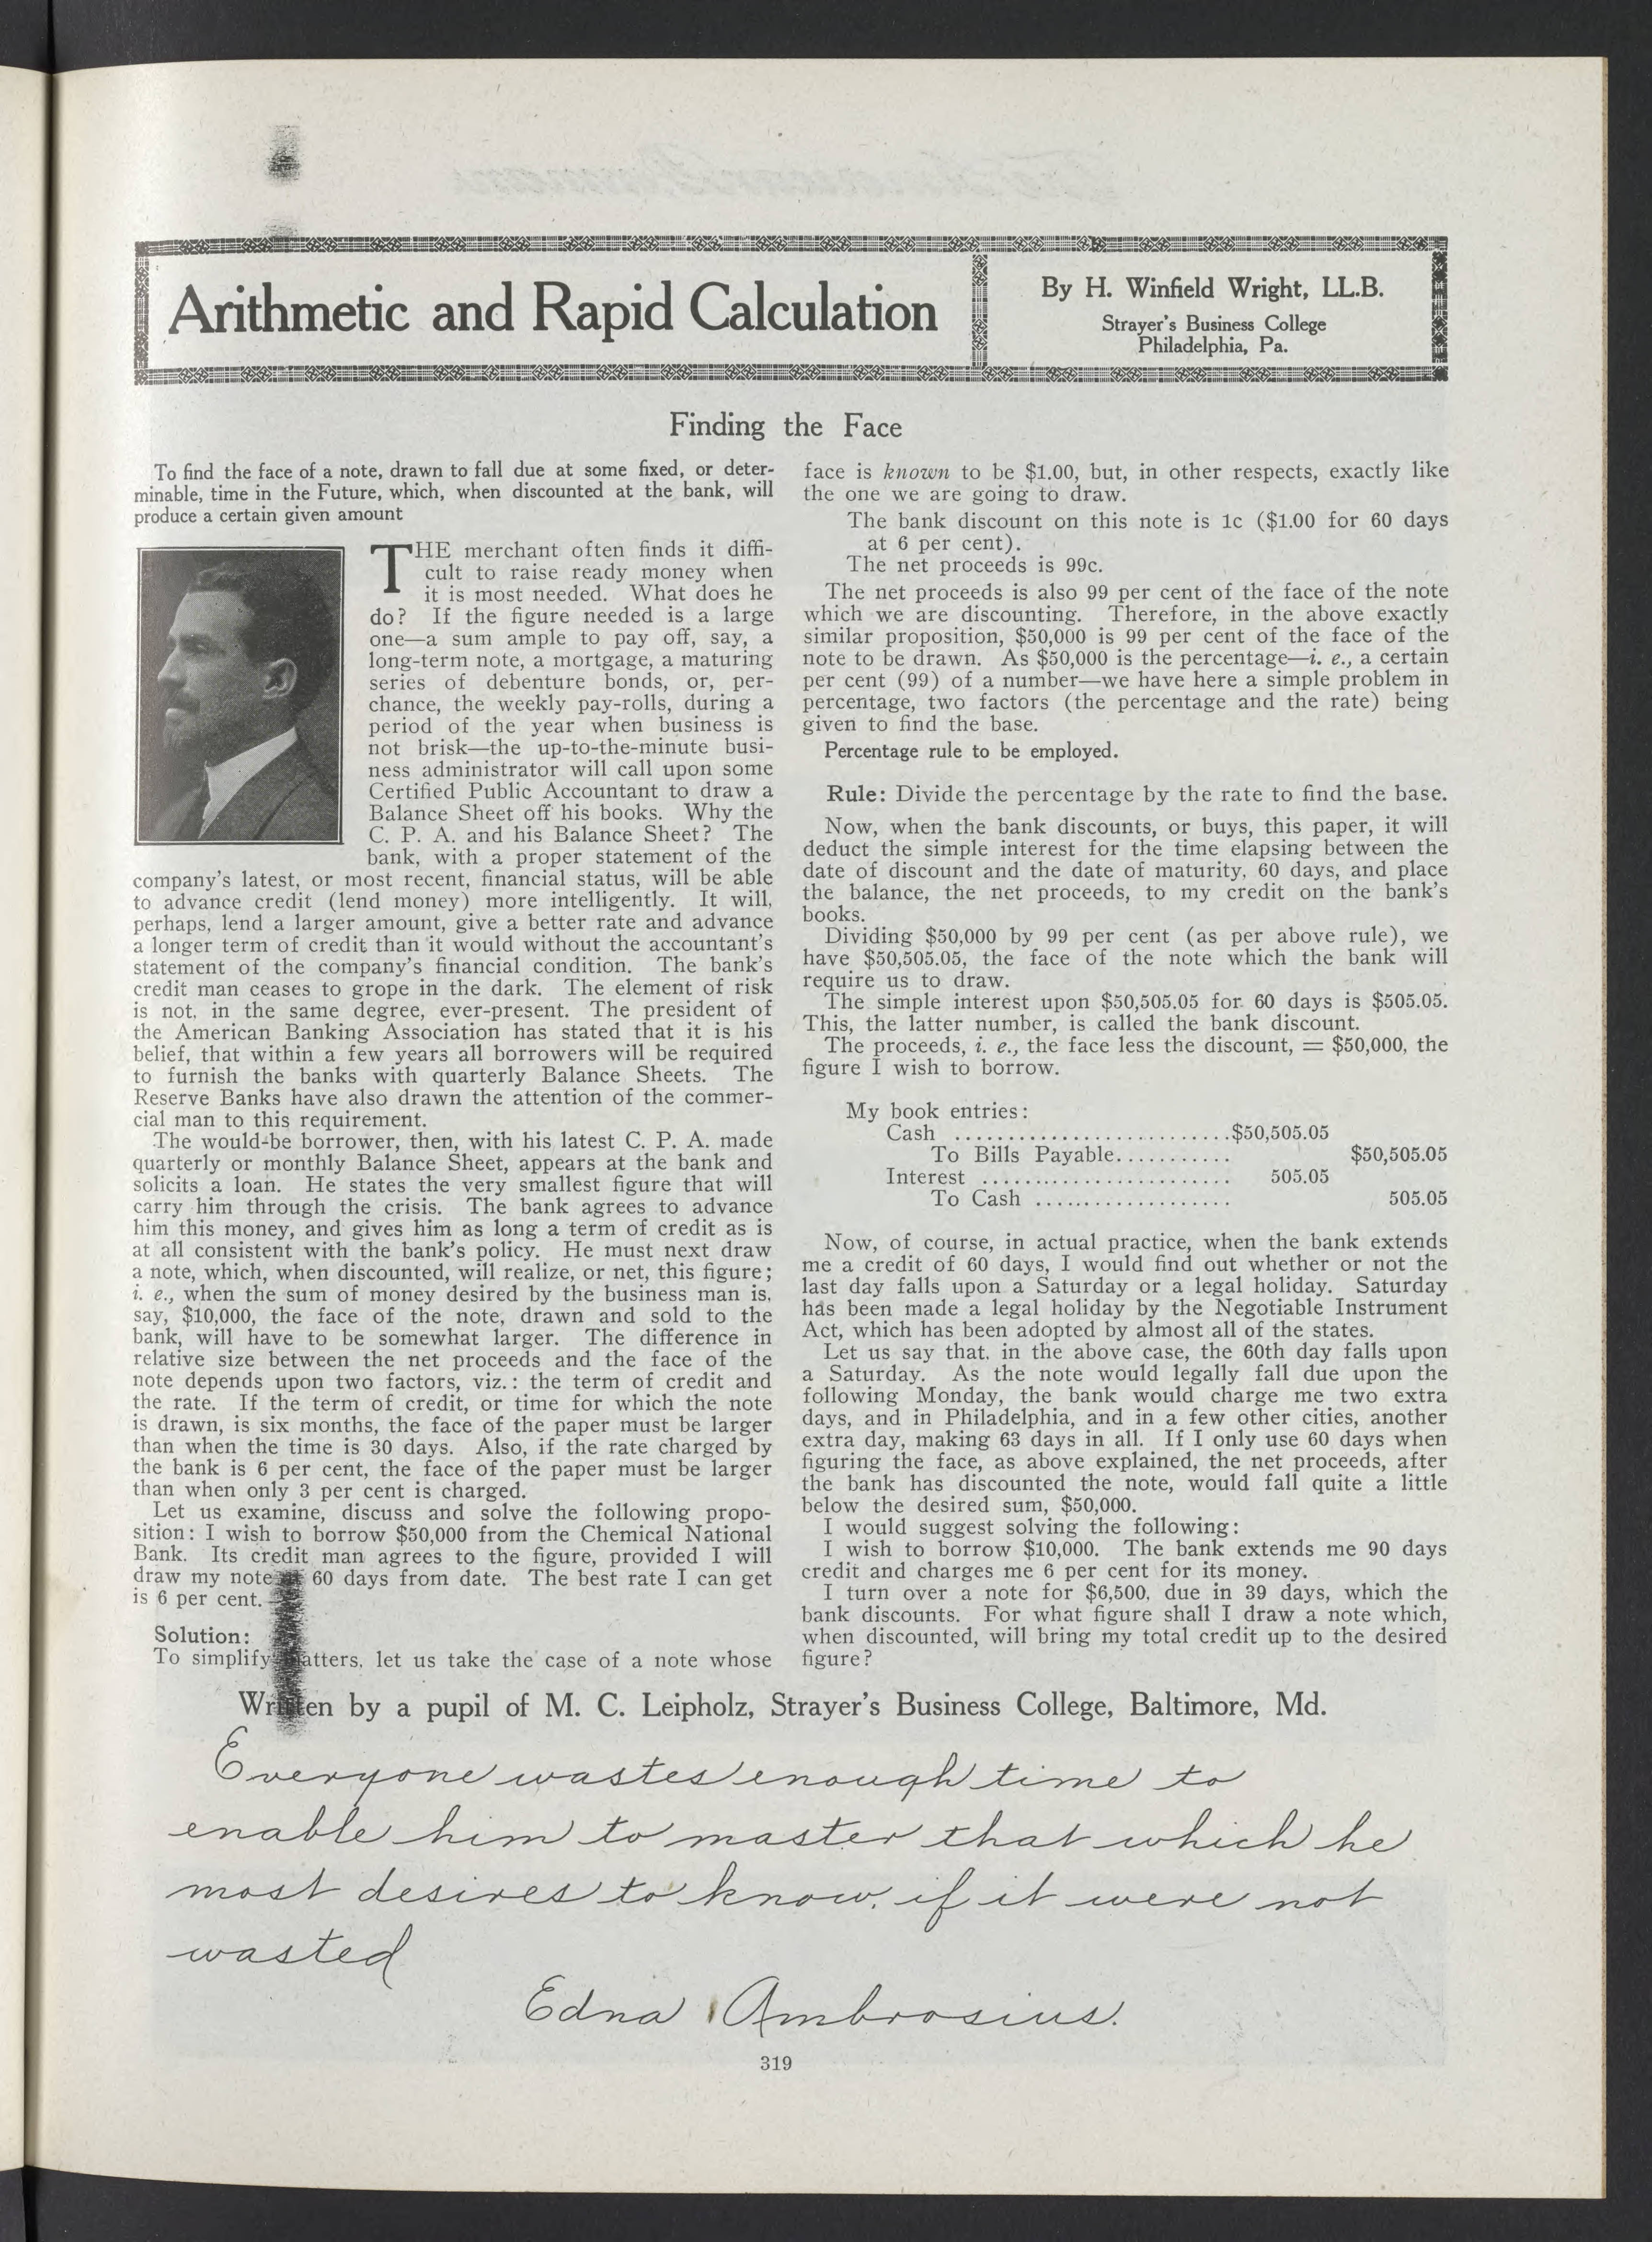 Arithmetic and Rapid Calculation
By H. Winfield Wright, LL.B.
Strayer's Business College
Philadelphia, Pa.
Finding the Face
To find the face of a note, drawn to fall due at some fixed, or deter-
minable, time in the Future, which, when discounted at the bank, will
produce a certain given amount
THE merchant often finds it diffi-
cult to raise ready money when
it is most needed. What does he
do? If the figure needed is a large
one—a sum ample to pay off, say, a
long-term note, a mortgage, a maturing
series of debenture bonds, or, per-
chance, the weekly pay-rolls, during a
period of the year when business is
not brisk—the up-to-the-minute busi-
ness administrator will call upon some
Certified Public Accountant to draw a
Balance Sheet off his books. Why the
C. P. A. and his Balance Sheet? The
bank, with a proper statement of the
company's latest, or most recent, financial status, will be able
to advance credit (lend money) more intelligently. It will,
perhaps, lend a larger amount, give a better rate and advance
a longer term of credit than it would without the accountant's
statement of the company's financial condition. The bank's
credit man ceases to grope in the dark. The element of risk
is not, in the same degree, ever-present. The president of
the American Banking Association has stated that it is his
belief, that within a few years all borrowers will be required
to furnish the banks with quarterly Balance Sheets. The
Reserve Banks have also drawn the attention of the commer-
cial man to this requirement.
The would-be borrower, then, with his latest C. P. A. made
quarterly or monthly Balance Sheet, appears at the bank and
solicits a loan. He states the very smallest figure that will
carry him through the crisis. The bank agrees to advance
him this money, and gives him as long a term of credit as is
at all consistent with the bank's policy. He must next draw
a note, which, when discounted, will realize, or net, this figure;
i. e., when the sum of money desired by the business man is,
say, $10,000, the face of the note, drawn and sold to the
bank, will have to be somewhat larger. The difference in
relative size between the net proceeds and the face of the
note depends upon two factors, viz.: the term of credit and
the rate. If the term of credit, or time for which the note
is drawn, is six months, the face of the paper must be larger
than when the time is 30 days. Also, if the rate charged by
the bank is 6 per cent, the face of the paper must be larger
than when only 3 per cent is charged.
Let us examine, discuss and solve the following propo-
sition: I wish to borrow $50,000 from the Chemical National
Bank. Its credit man agrees to the figure, provided I will
draw my note 60 days from date. The best rate I can get
is 6 per cent.
Solution:
To simplify matters, let us take the case of a note whose
face is known to be $1.00, but, in other respects, exactly like
the one we are going to draw.
The bank discount on this note is 1c ($1.00 for 60 days
at 6 per cent).
The net proceeds is 99c.
The net proceeds is also 99 per cent of the face of the note
which we are discounting. Therefore, in the above exactly
similar proposition, $50,000 is 99 per cent of the face of the
note to be drawn. As $50,000 is the percentage—i. e., a certain
per cent (99) of a number—we have here a simple problem in
percentage, two factors (the percentage and the rate) being
given to find the base.
Percentage rule to be employed.
Rule: Divide the percentage by the rate to find the base.
Now, when the bank discounts, or buys, this paper, it will
deduct the simple interest for the time elapsing between the
date of discount and the date of maturity, 60 days, and place
the balance, the net proceeds, to my credit on the bank's
books.
Dividing $50,000 by 99 per cent (as per above rule), we
have $50,505.05, the face of the note which the bank will
require us to draw.
The simple interest upon $50,505.05 for 60 days is $505.05.
This, the latter number, is called the bank discount.
The proceeds, i. e., the face less the discount, = $50,000, the
figure I wish to borrow.
My book entries:
Cash ..........................$50,505.05
To Bills Payable........... $50,505.05
Interest ........................ 505.05
To Cash ................... 505.05
Now, of course, in actual practice, when the bank extends
me a credit of 60 days, I would find out whether or not the
last day falls upon a Saturday or a legal holiday. Saturday
has been made a legal holiday by the Negotiable Instrument
Act, which has been adopted by almost all of the states.
Let us say that, in the above case, the 60th day falls upon
a Saturday. As the note would legally fall due upon the
following Monday, the bank would charge me two extra
days, and in Philadelphia, and in a few other cities, another
extra day, making 63 days in all. If I only use 60 days when
figuring the face, as above explained, the net proceeds, after
the bank has discounted the note, would fall quite a little
below the desired sum, $50,000.
I would suggest solving the following:
I wish to borrow $10,000. The bank extends me 90 days
credit and charges me 6 per cent for its money.
I turn over a note for $6,500, due in 39 days, which the
bank discounts. For what figure shall I draw a note which,
when discounted, will bring my total credit up to the desired
figure?
Written by a pupil of M. C. Leipholz, Strayer's Business College, Baltimore, Md.
Everyone wastes enough time to
enable him to master that which he
most desires to know, if it were not
wasted
Edna Ambrosius.
319